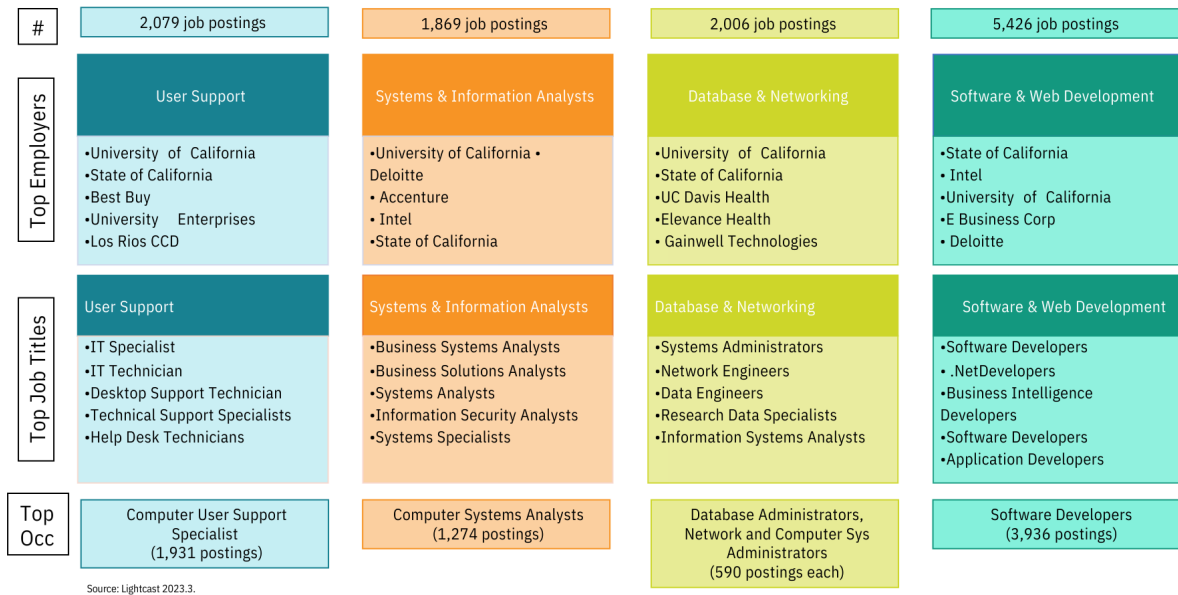 #
2,079 job postings
1,869 job postings
2,006 job postings
5,426 job postings
Top Employers
User Support
•University of California
•State of California
•Best Buy
•University Enterprises
•Los Rios CCD
Systems & Information Analysts
•University of California •
Deloitte
• Accenture
• Intel
•State of California
Database & Networking
•University of California
•State of California
•UC Davis Health
•Elevance Health
• Gainwell Technologies
Software & Web Development
•State of California
• Intel
•University of California
•E Business Corp
• Deloitte
Top Job Titles
User Support
•IT Specialist
•IT Technician
•Desktop Support Technician
•Technical Support Specialists
•Help Desk Technicians
Systems & Information Analysts
•Business Systems Analysts
•Business Solutions Analysts
•Systems Analysts
•Information Security Analysts
•Systems Specialists
Database & Networking
•Systems Administrators
•Network Engineers
•Data Engineers
•Research Data Specialists
•Information Systems Analysts
Software & Web Development
•Software Developers
• .NetDevelopers
•Business Intelligence
Developers
•Software Developers
•Application Developers
Top
Occ
Computer User Support
Specialist
(1,931 postings)
Computer Systems Analysts
(1,274 postings)
Database Administrators,
Network and Computer Sys
Administrators
(590 postings each)
Software Developers
(3,936 postings)
Source: Lightcast 2023.3.